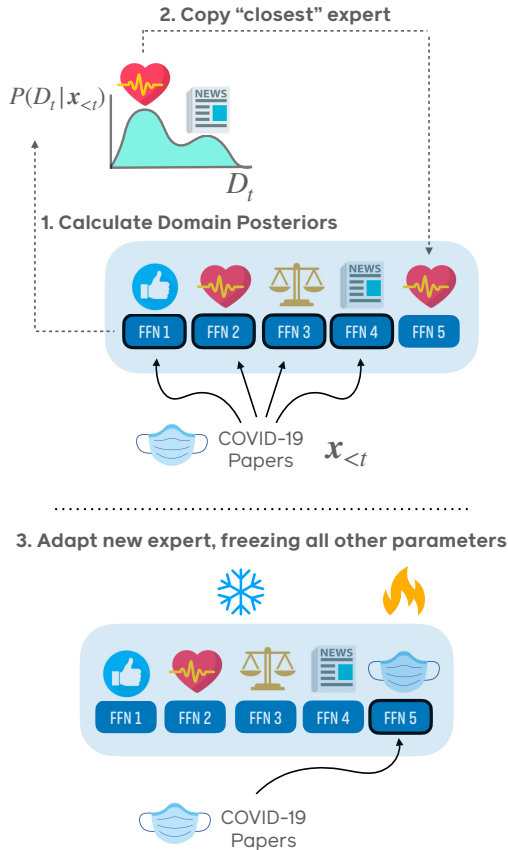 2. Copy “closest” expert
P(D_t | x_{<t})
NEWS
D_t
1. Calculate Domain Posteriors
NEWS
FFN 1 FFN 2 FFN 3 FFN 4 FFN 5
COVID-19
Papers
x_{<t}
3. Adapt new expert, freezing all other parameters
NEWS
FFN 1 FFN 2 FFN 3 FFN 4 FFN 5
COVID-19
Papers